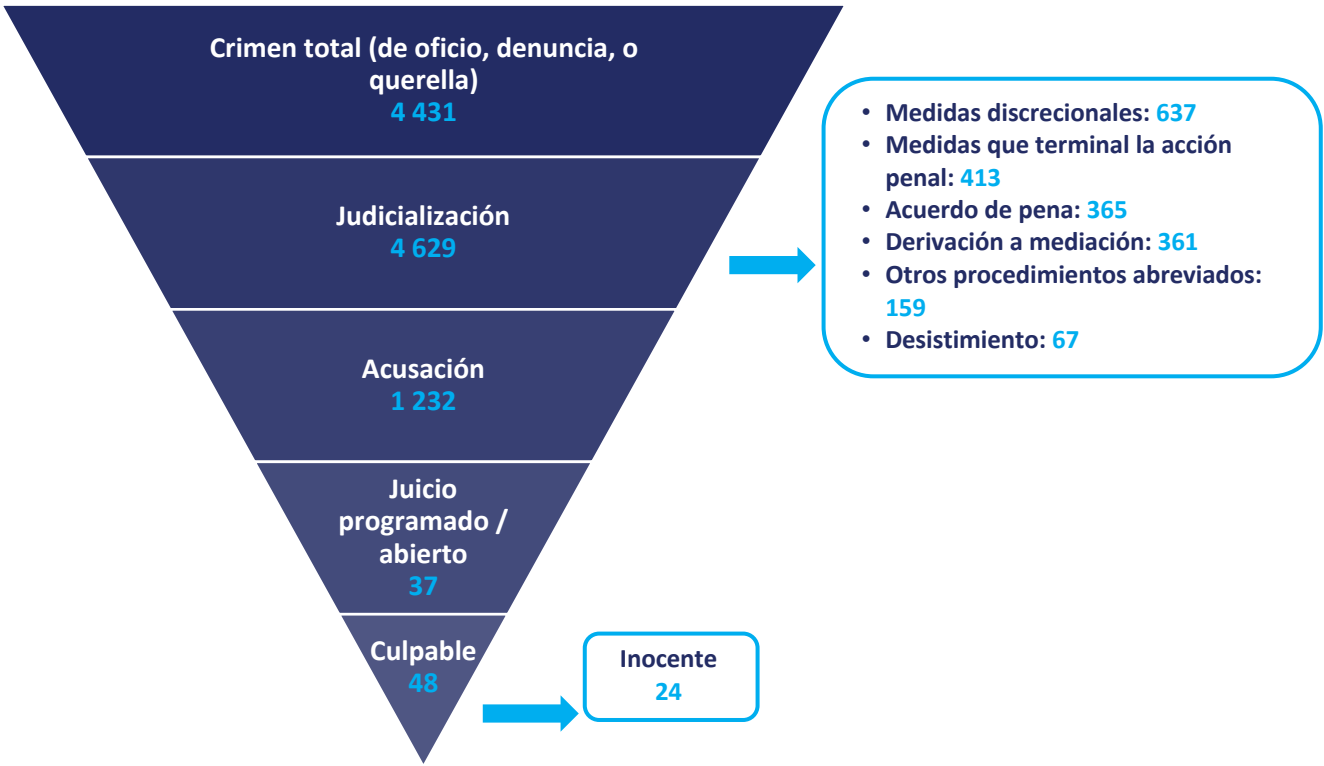 Crimen total (de oficio, denuncia, o
querella)
4 431
Judicialización
4 629
Acusación
1 232
Juicio
programado /
abierto
37
Culpable
48
• Medidas discrecionales: 637
• Medidas que terminal la acción
penal: 413
• Acuerdo de pena: 365
• Derivación a mediación: 361
• Otros procedimientos abreviados:
159
• Desistimiento: 67
Inocente
24